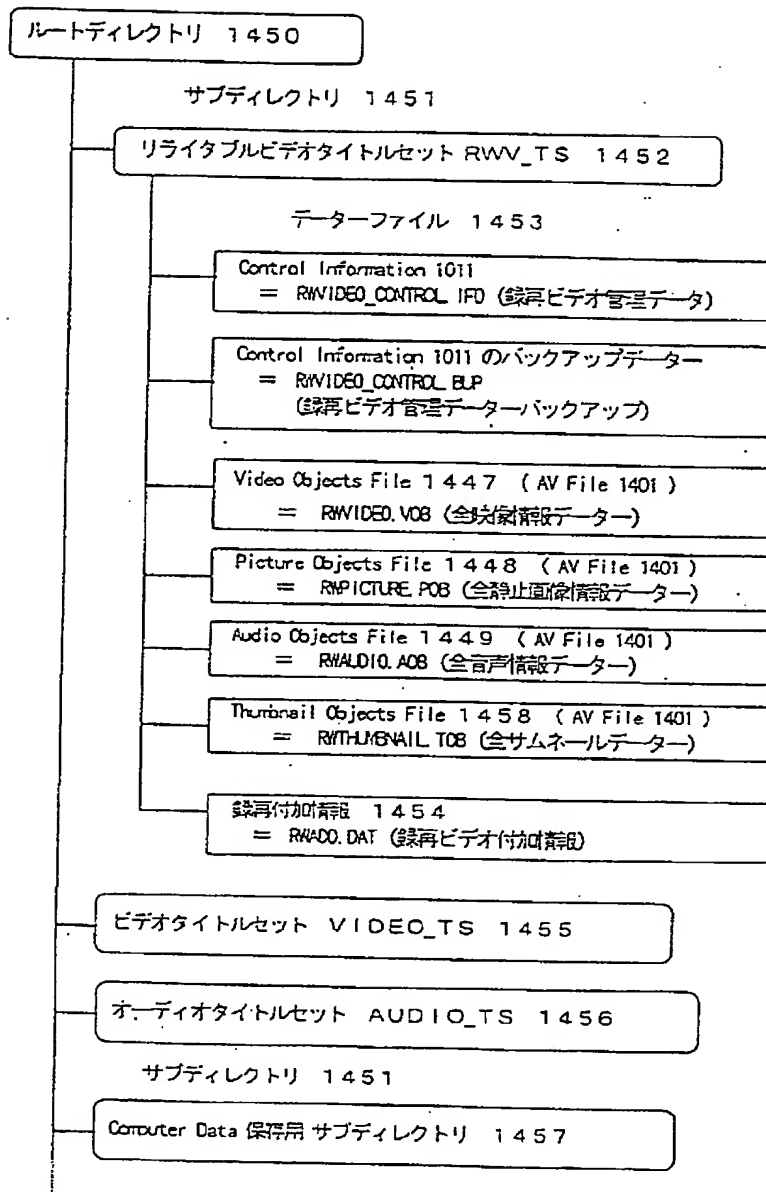 ルートディレクトリ 1450
サブディレクトリ 1451
リライタブルビデオタイトルセット RWV_TS 1452
データーファイル 1453
Control Information 1011
= RWVIDEO_CONTROL.IFO (録再ビデオ管理データ)
Control Information 1011 のバックアップデーター
= RWVIDEO_CONTROL.BUP
(録再ビデオ管理データーバックアップ)
Video Objects File 1447 ( AV File 1401 )
= RWVIDEO.VOB (全映像情報データー)
Picture Objects File 1448 ( AV File 1401 )
= RWPICTURE.POB (全静止画像情報データー)
Audio Objects File 1449 ( AV File 1401 )
= RWAUDIO.AOB (全音声情報データー)
Thumbnail Objects File 1458 ( AV File 1401 )
= RWTHUMBNAIL.TOB (全サムネールデーター)
録再付加情報 1454
= RWADD.DAT (録再ビデオ付加情報)
ビデオタイトルセット VIDEO_TS 1455
オーディオタイトルセット AUDIO_TS 1456
サブディレクトリ 1451
Computer Data 保存用 サブディレクトリ 1457